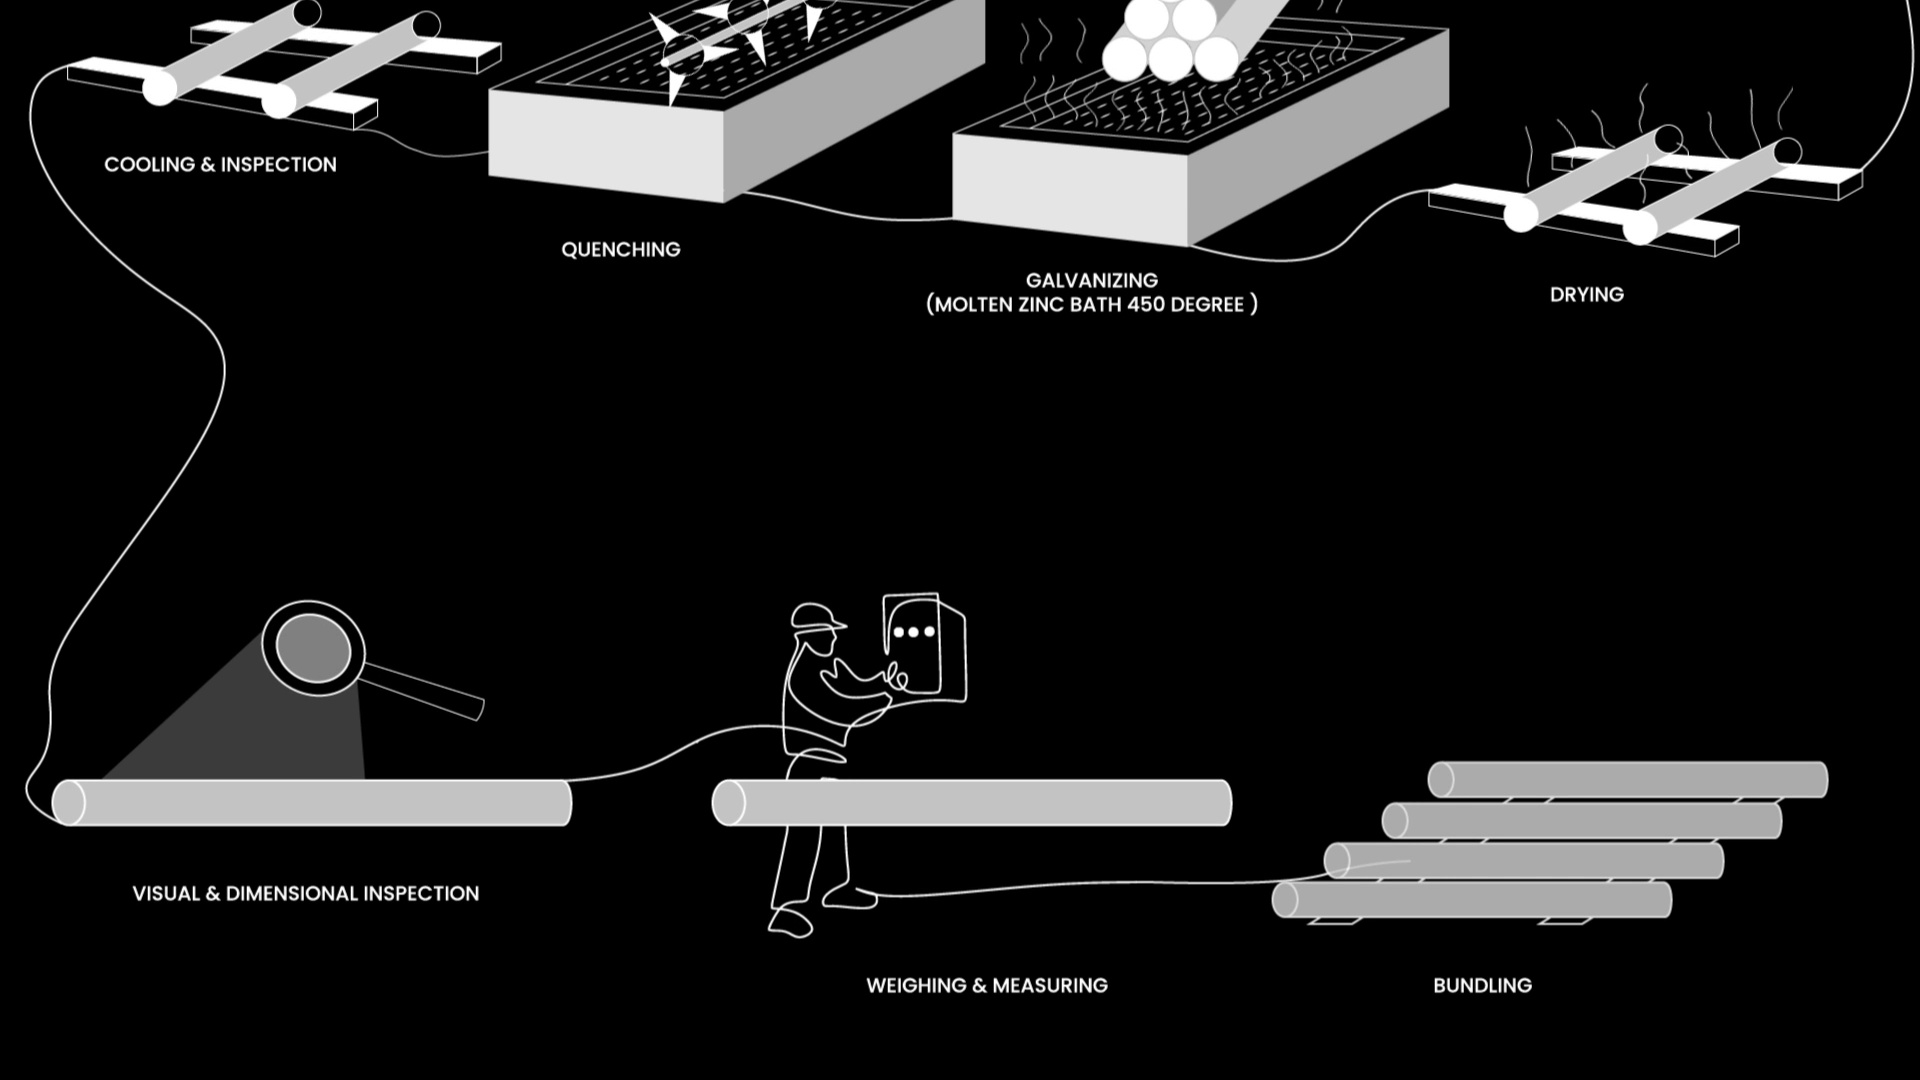 COOLING & INSPECTION
QUENCHING
GALVANIZING
(MOLTEN ZINC BATH 450 DEGREE )
DRYING
VISUAL & DIMENSIONAL INSPECTION
WEIGHING & MEASURING
BUNDLING